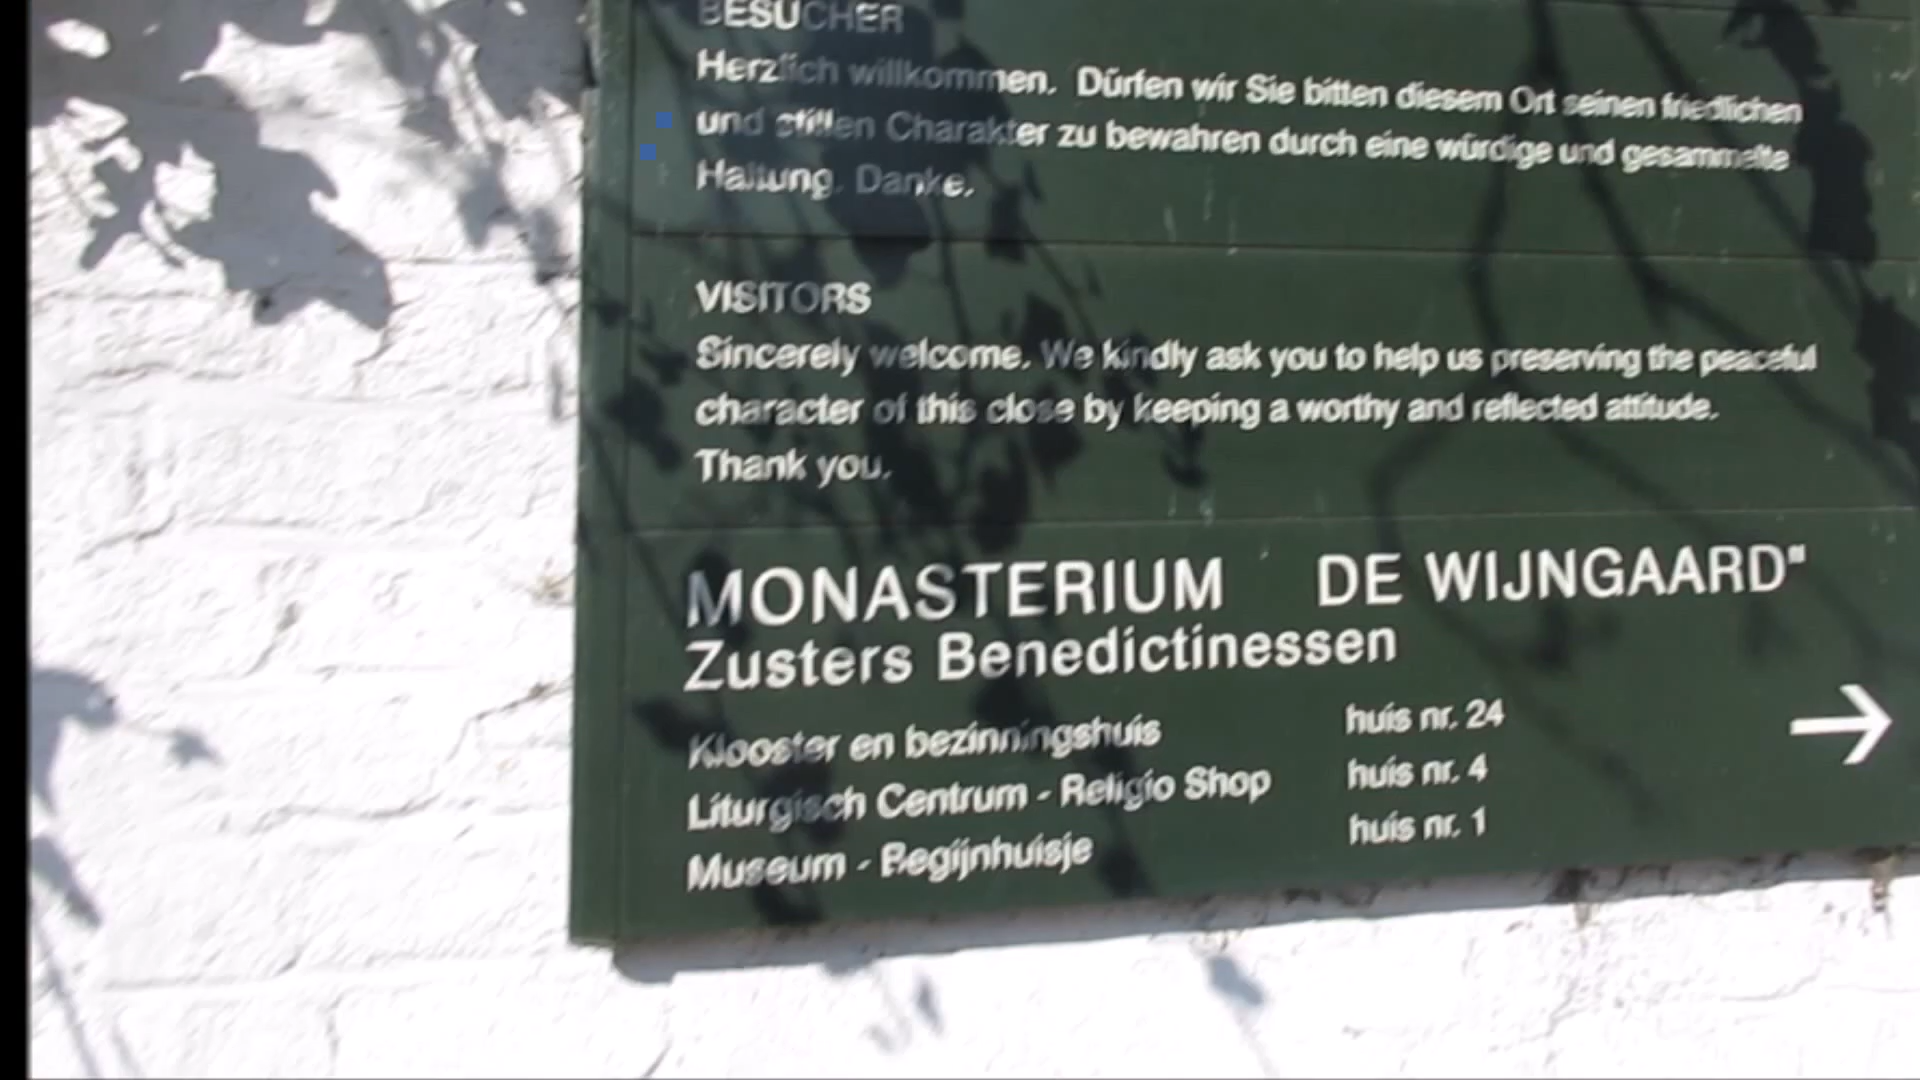 BESUCHER
Herzlich willkommen. Dürfen wir Sie bitten diesem Ort seinen friedlichen
und stillen Charakter zu bewahren durch eine würdige und gesammelte
Haltung. Danke.
VISITORS
Sincerely welcome. We kindly ask you to help us preserving the peaceful
character of this close by keeping a worthy and reflected attitude.
Thank you.
MONASTERIUM DE WIJNGAARD"
Zusters Benedictinessen
Klooster en bezinningshuis huis nr. 24
Liturgisch Centrum - Religio Shop huis nr. 4
Museum - Begijnhuisje huis nr. 1